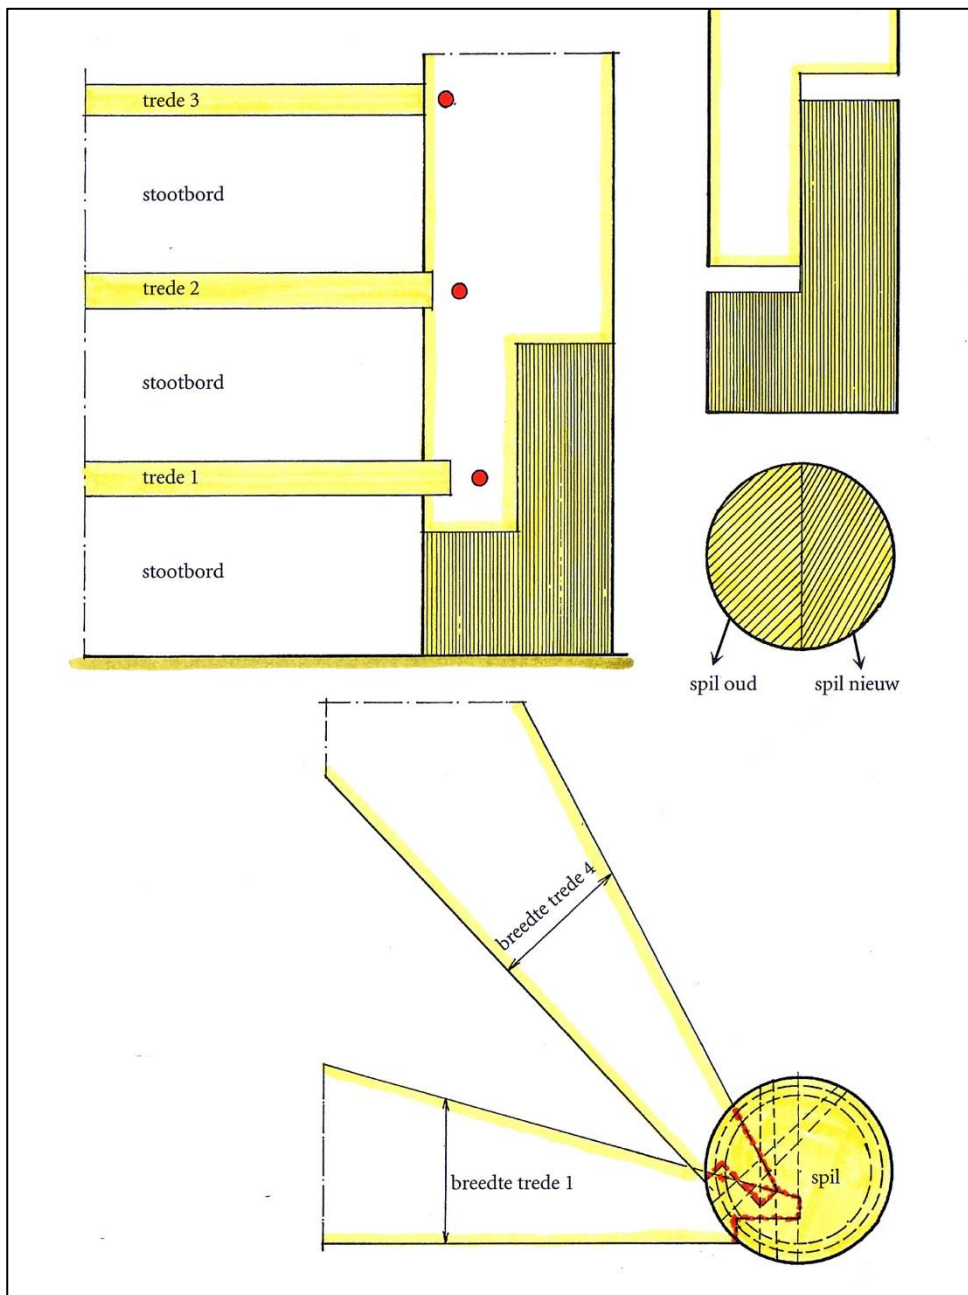 trede 3
stootbord
trede 2
stootbord
trede 1
stootbord
spil oud
spil nieuw
breedte trede 4
breedte trede 1
spil